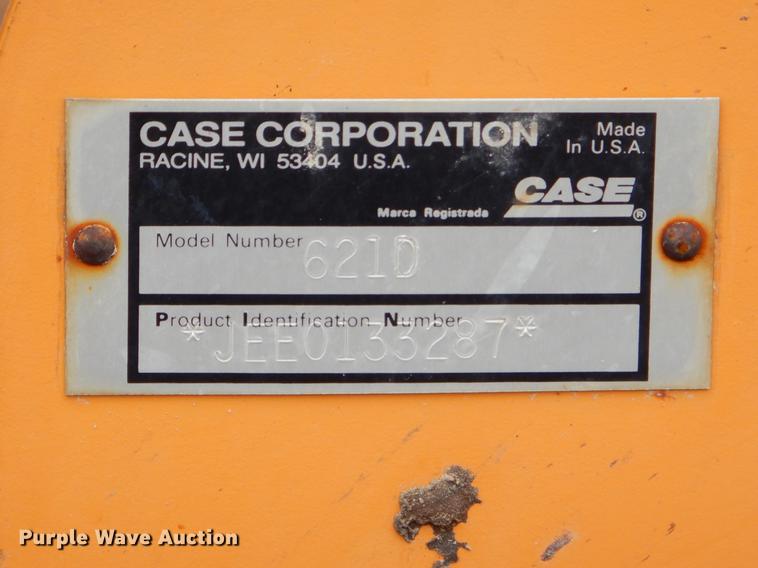 CASE CORPORATION
RACINE, WI 53404 U.S.A.
Made
In U.S.A.
CASE
Marca Registrada ®
Model Number 621D
Product Identification Number
*JEE0133287*
Purple Wave Auction